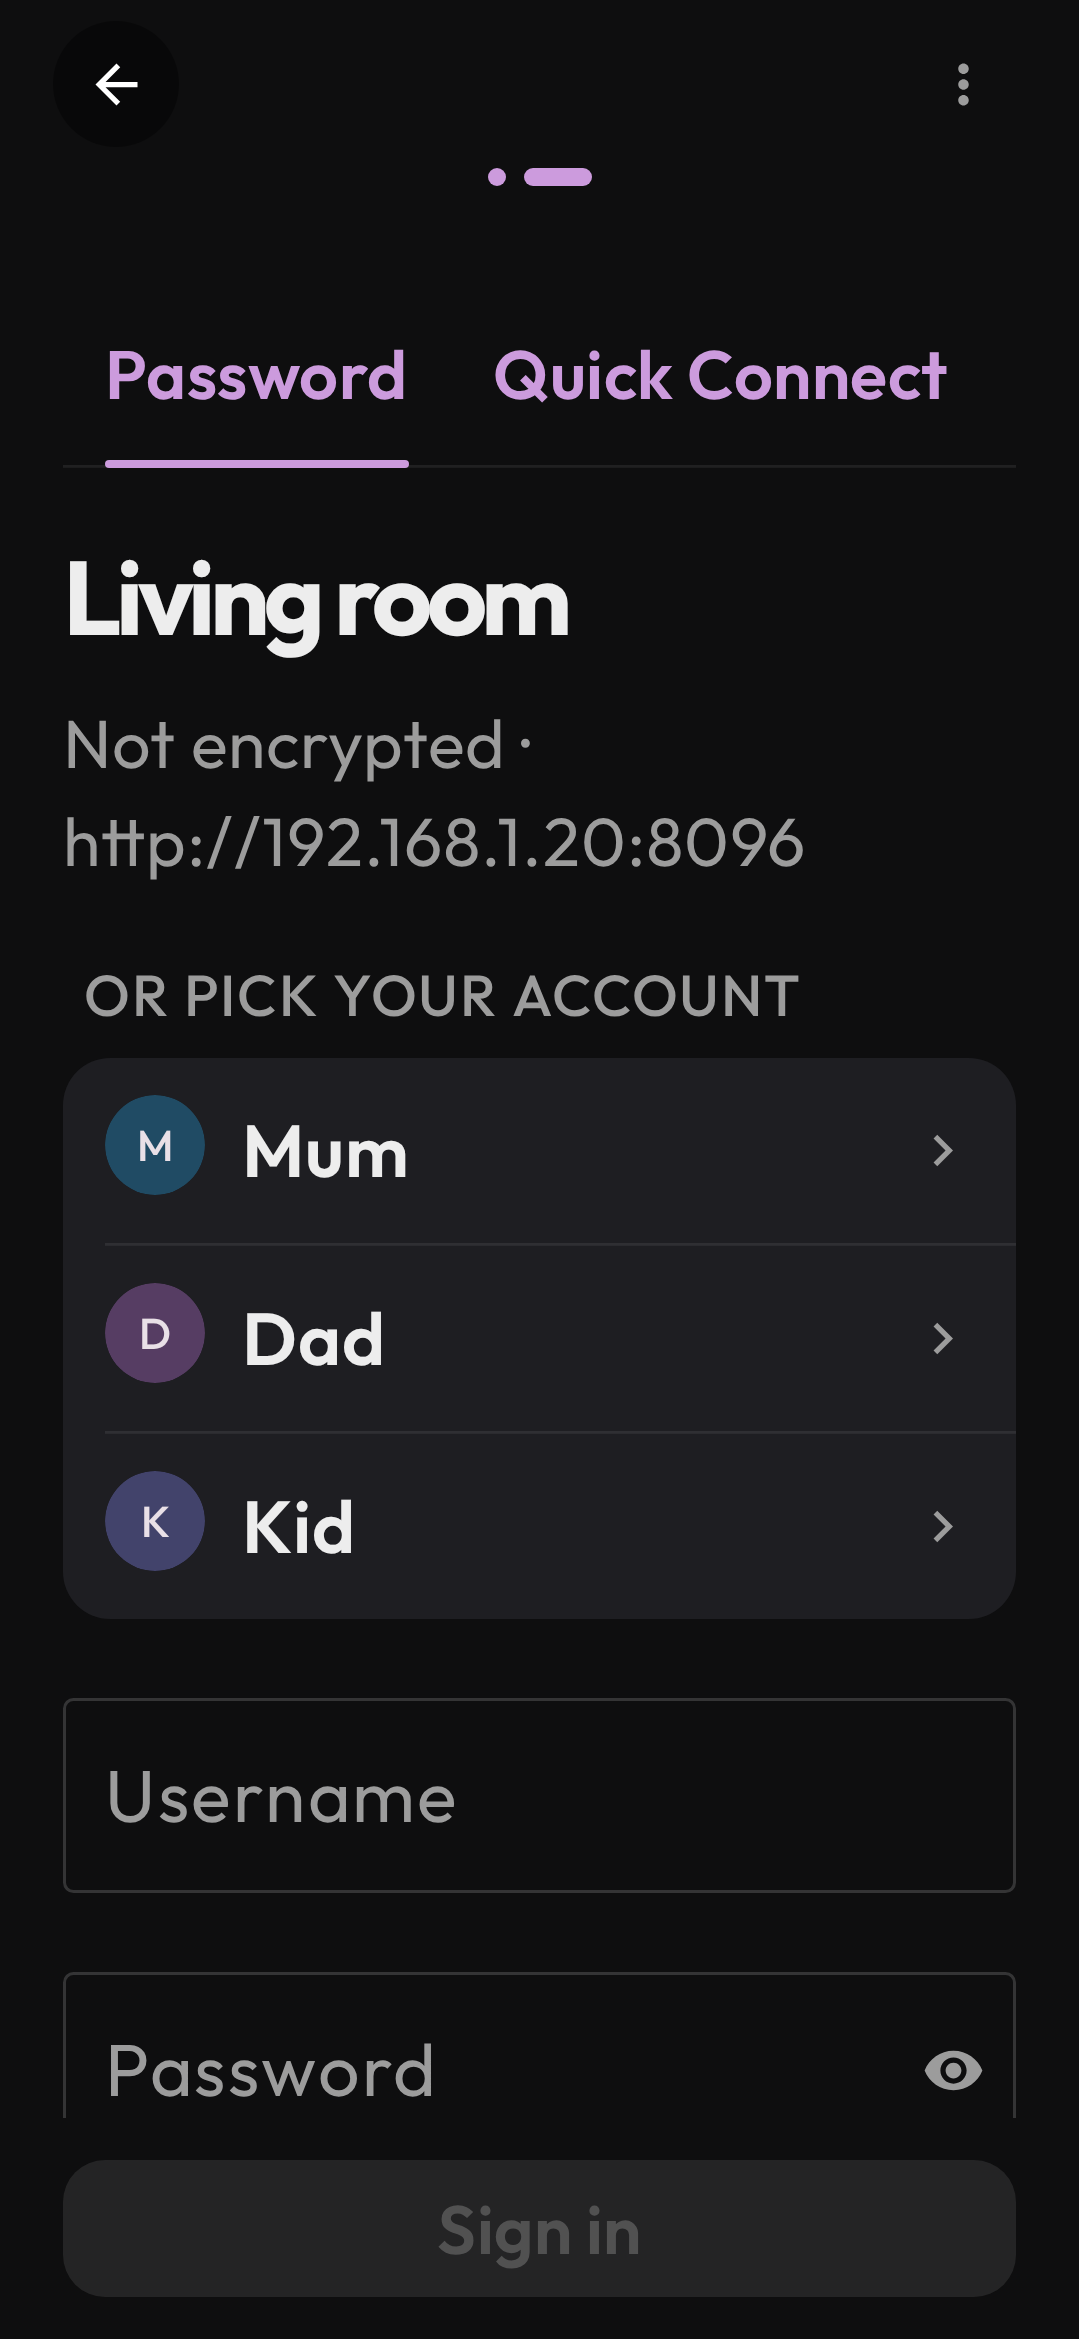 Password
Quick Connect
Living room
Not encrypted ·
http://192.168.1.20:8096
OR PICK YOUR ACCOUNT
M
Mum
D
Dad
K
Kid
Username
Password
Sign in